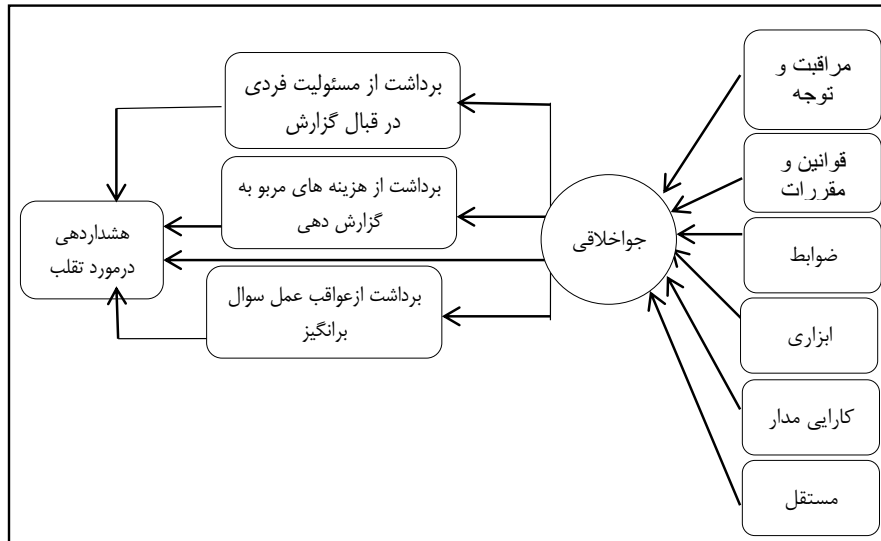 مراقبت و
توجه
قوانین و
مقررات
ضوابط
ابزاری
کارایی مدار
مستقل
جواخلاقی
برداشت از مسئولیت فردی
در قبال گزارش
برداشت از هزینه های مربو به
گزارش دهی
برداشت ازعواقب عمل سوال
برانگیز
هشداردهی
درمورد تقلب